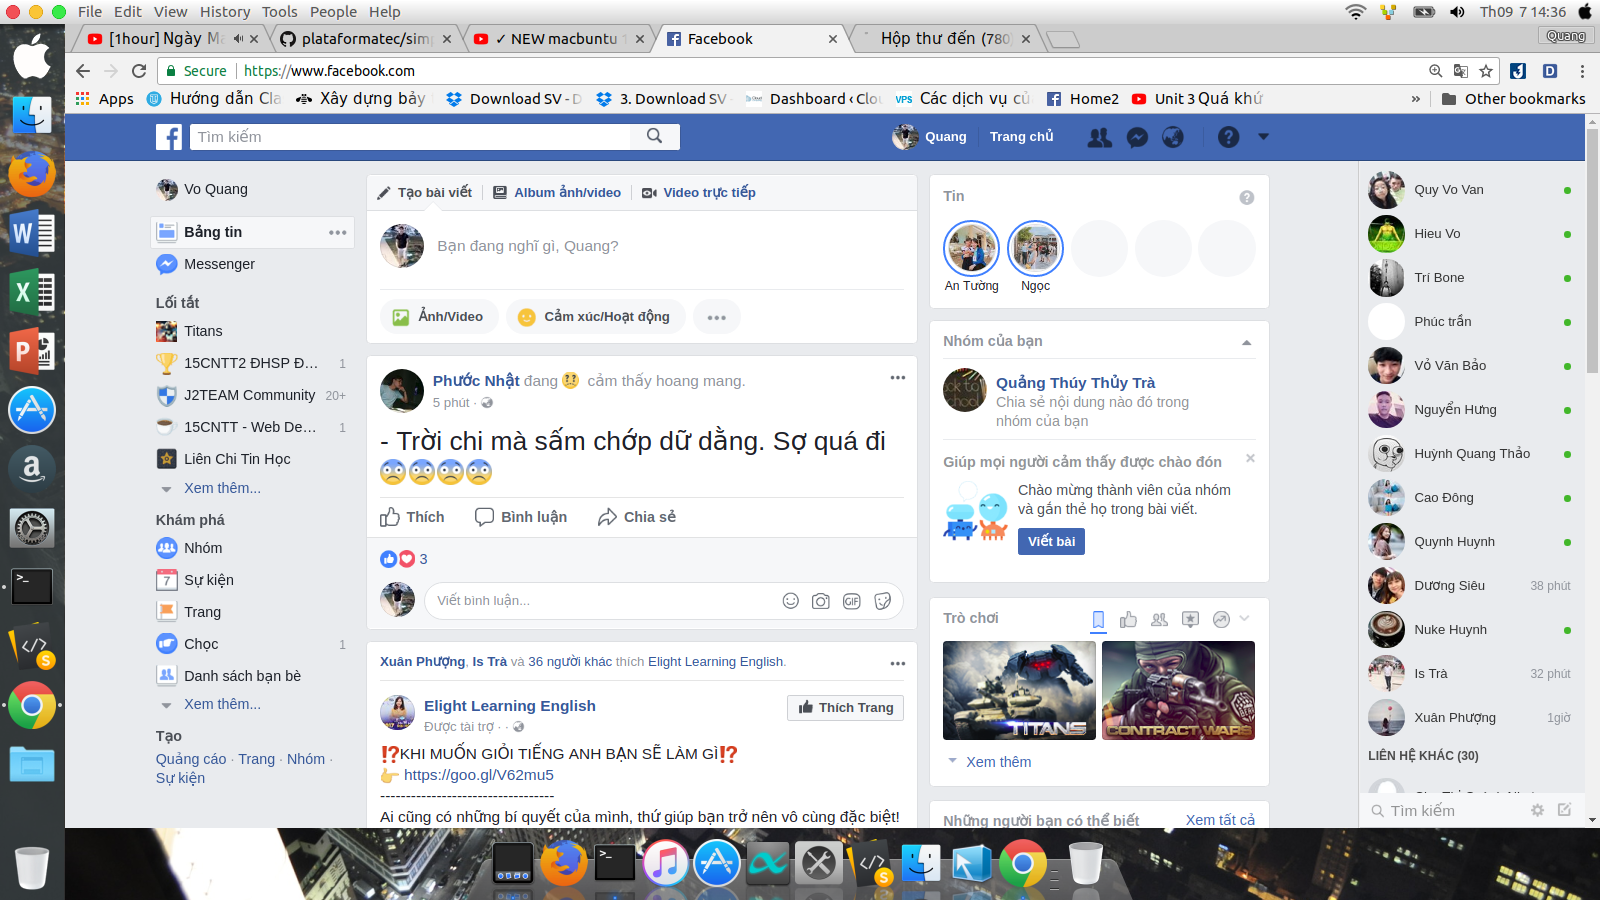 File Edit View History Tools People Help
Th09 7 14:36
[1hour] Ngày Mà
plataformatec/simp
✓ NEW macbuntu 1
Facebook
Hộp thư đến (780)
Quang
Secure https://www.facebook.com
Apps
Hướng dẫn Cla
Xây dựng bảy
Download SV - D
3. Download SV -
Dashboard ‹ Clou
VPS Các dịch vụ củ
Home2
Unit 3 Quá khứ
» Other bookmarks
Tìm kiếm
Quang
Trang chủ
Vo Quang
Bảng tin
Messenger
Lối tắt
Titans
15CNTT2 ĐHSP Đ... 1
J2TEAM Community 20+
15CNTT - Web De... 1
Liên Chi Tin Học
Xem thêm...
Khám phá
Nhóm
7 Sự kiện
Trang
Chọc 1
Danh sách bạn bè
Xem thêm...
Tạo
Quảng cáo · Trang · Nhóm ·
Sự kiện
Tạo bài viết
Album ảnh/video
Video trực tiếp
Bạn đang nghĩ gì, Quang?
Ảnh/Video
Cảm xúc/Hoạt động
Phước Nhật đang cảm thấy hoang mang.
5 phút ·
- Trời chi mà sấm chớp dữ dằng. Sợ quá đi
😨😨😨😨
Thích
Bình luận
Chia sẻ
3
Viết bình luận...
GIF
Xuân Phượng, Is Trà và 36 người khác thích Elight Learning English.
Elight Learning English
Được tài trợ · ·
Thích Trang
⁉KHI MUỐN GIỎI TIẾNG ANH BẠN SẼ LÀM GÌ⁉
👉 https://goo.gl/V62mu5
----------------------------------
Ai cũng có những bí quyết của mình, thứ giúp bạn trở nên vô cùng đặc biệt!
Tin
An Tường
Ngọc
Nhóm của bạn
Quảng Thúy Thủy Trà
Chia sẻ nội dung nào đó trong
nhóm của bạn
Giúp mọi người cảm thấy được chào đón
Chào mừng thành viên của nhóm
và gắn thẻ họ trong bài viết.
Viết bài
Trò chơi
TITANS
CONTRACT WARS
Xem thêm
Những người bạn có thể biết
Xem tất cả
Quy Vo Van
Hieu Vo
Trí Bone
Phúc trần
Vỏ Văn Bảo
Nguyển Hưng
Huỳnh Quang Thảo
Cao Đông
Quynh Huynh
Dương Siêu 38 phút
Nuke Huynh
Is Trà 32 phút
Xuân Phượng 1giờ
LIÊN HỆ KHÁC (30)
Tìm kiếm